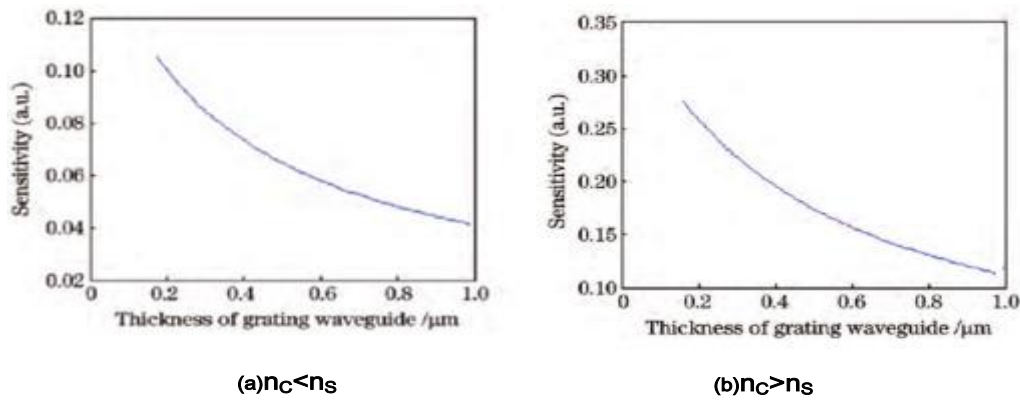 0.12
0.10
0.08
0.06
0.04
0.02
Sensitivity (a.u.)
0 0.2 0.4 0.6 0.8 1.0
Thickness of grating waveguide /μm
(a)nC<nS
0.35
0.30
0.25
0.20
0.15
0.10
Sensitivity (a.u.)
0 0.2 0.4 0.6 0.8 1.0
Thickness of grating waveguide /μm
(b)nC>nS